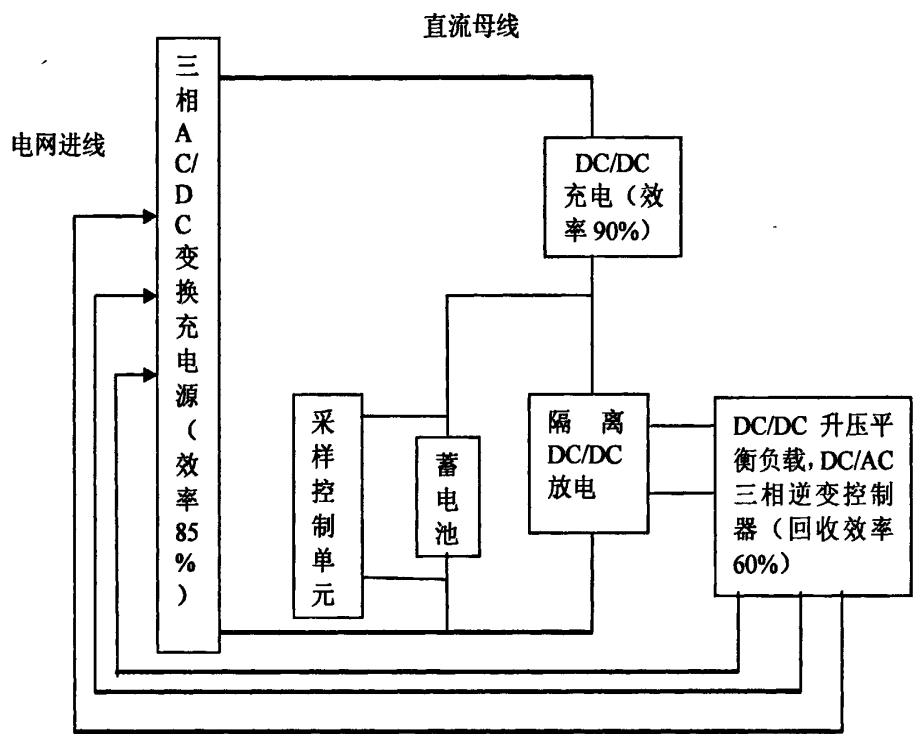 直流母线
电网进线
三
相
A
C/
D
C
变
换
充
电
源
（
效
率
85
%
）
DC/DC
充电（效
率90%）
采
样
控
制
单
元
蓄
电
池
隔 离
DC/DC
放电
DC/DC 升压平
衡负载，DC/AC
三相逆变控制
器（回收效率
60%）